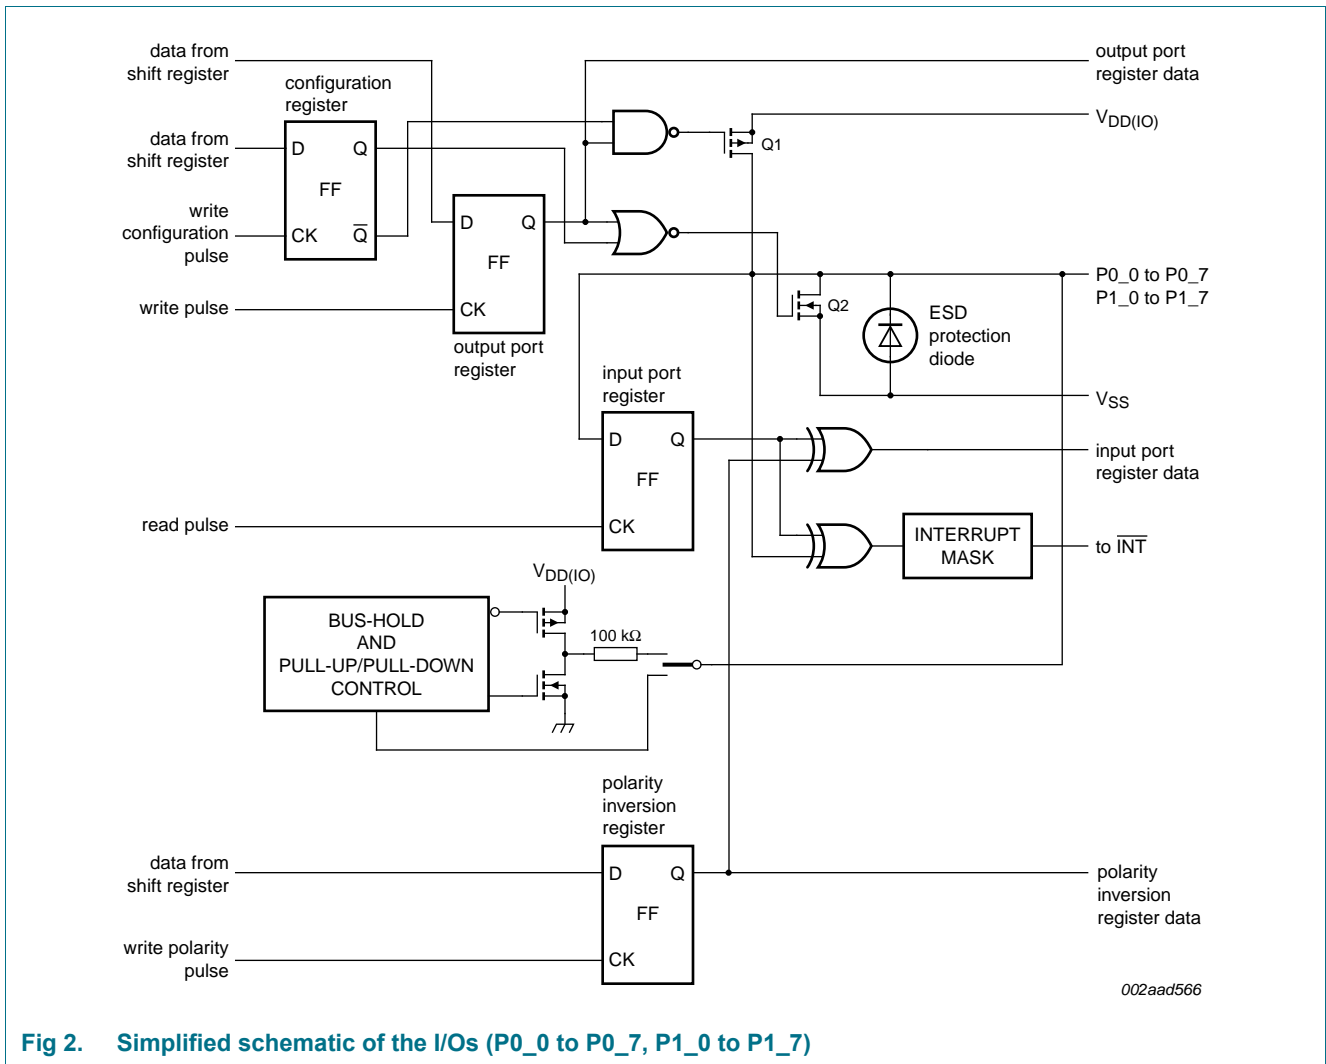 data from
shift register
configuration
register
data from
shift register
D
Q
FF
write
configuration
pulse
CK
Q̅
write pulse
D
Q
FF
CK
output port
register
output port
register data
VDD(IO)
Q1
P0_0 to P0_7
P1_0 to P1_7
Q2
ESD
protection
diode
VSS
input port
register
D
Q
FF
CK
read pulse
input port
register data
INTERRUPT
MASK
to I̅N̅T̅
VDD(IO)
BUS-HOLD
AND
PULL-UP/PULL-DOWN
CONTROL
100 kΩ
polarity
inversion
register
data from
shift register
D
Q
FF
write polarity
pulse
CK
polarity
inversion
register data
002aad566
Fig 2. Simplified schematic of the I/Os (P0_0 to P0_7, P1_0 to P1_7)